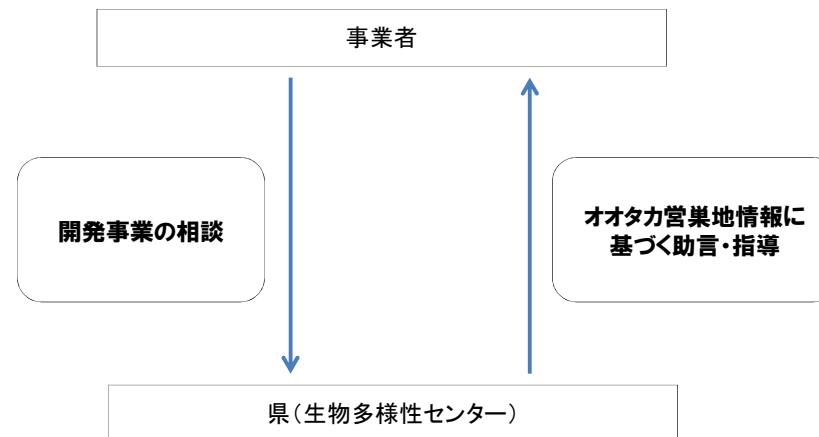 事業者
開発事業の相談
オオタカ営巣地情報に
基づく助言・指導
県(生物多様性センター)